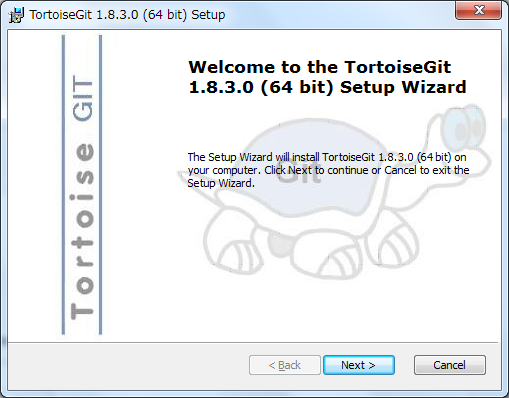 TortoiseGit 1.8.3.0 (64 bit) Setup
Tortoise GIT
Welcome to the TortoiseGit
1.8.3.0 (64 bit) Setup Wizard
Git
The Setup Wizard will install TortoiseGit 1.8.3.0 (64 bit) on
your computer. Click Next to continue or Cancel to exit the
Setup Wizard.
< Back
Next >
Cancel